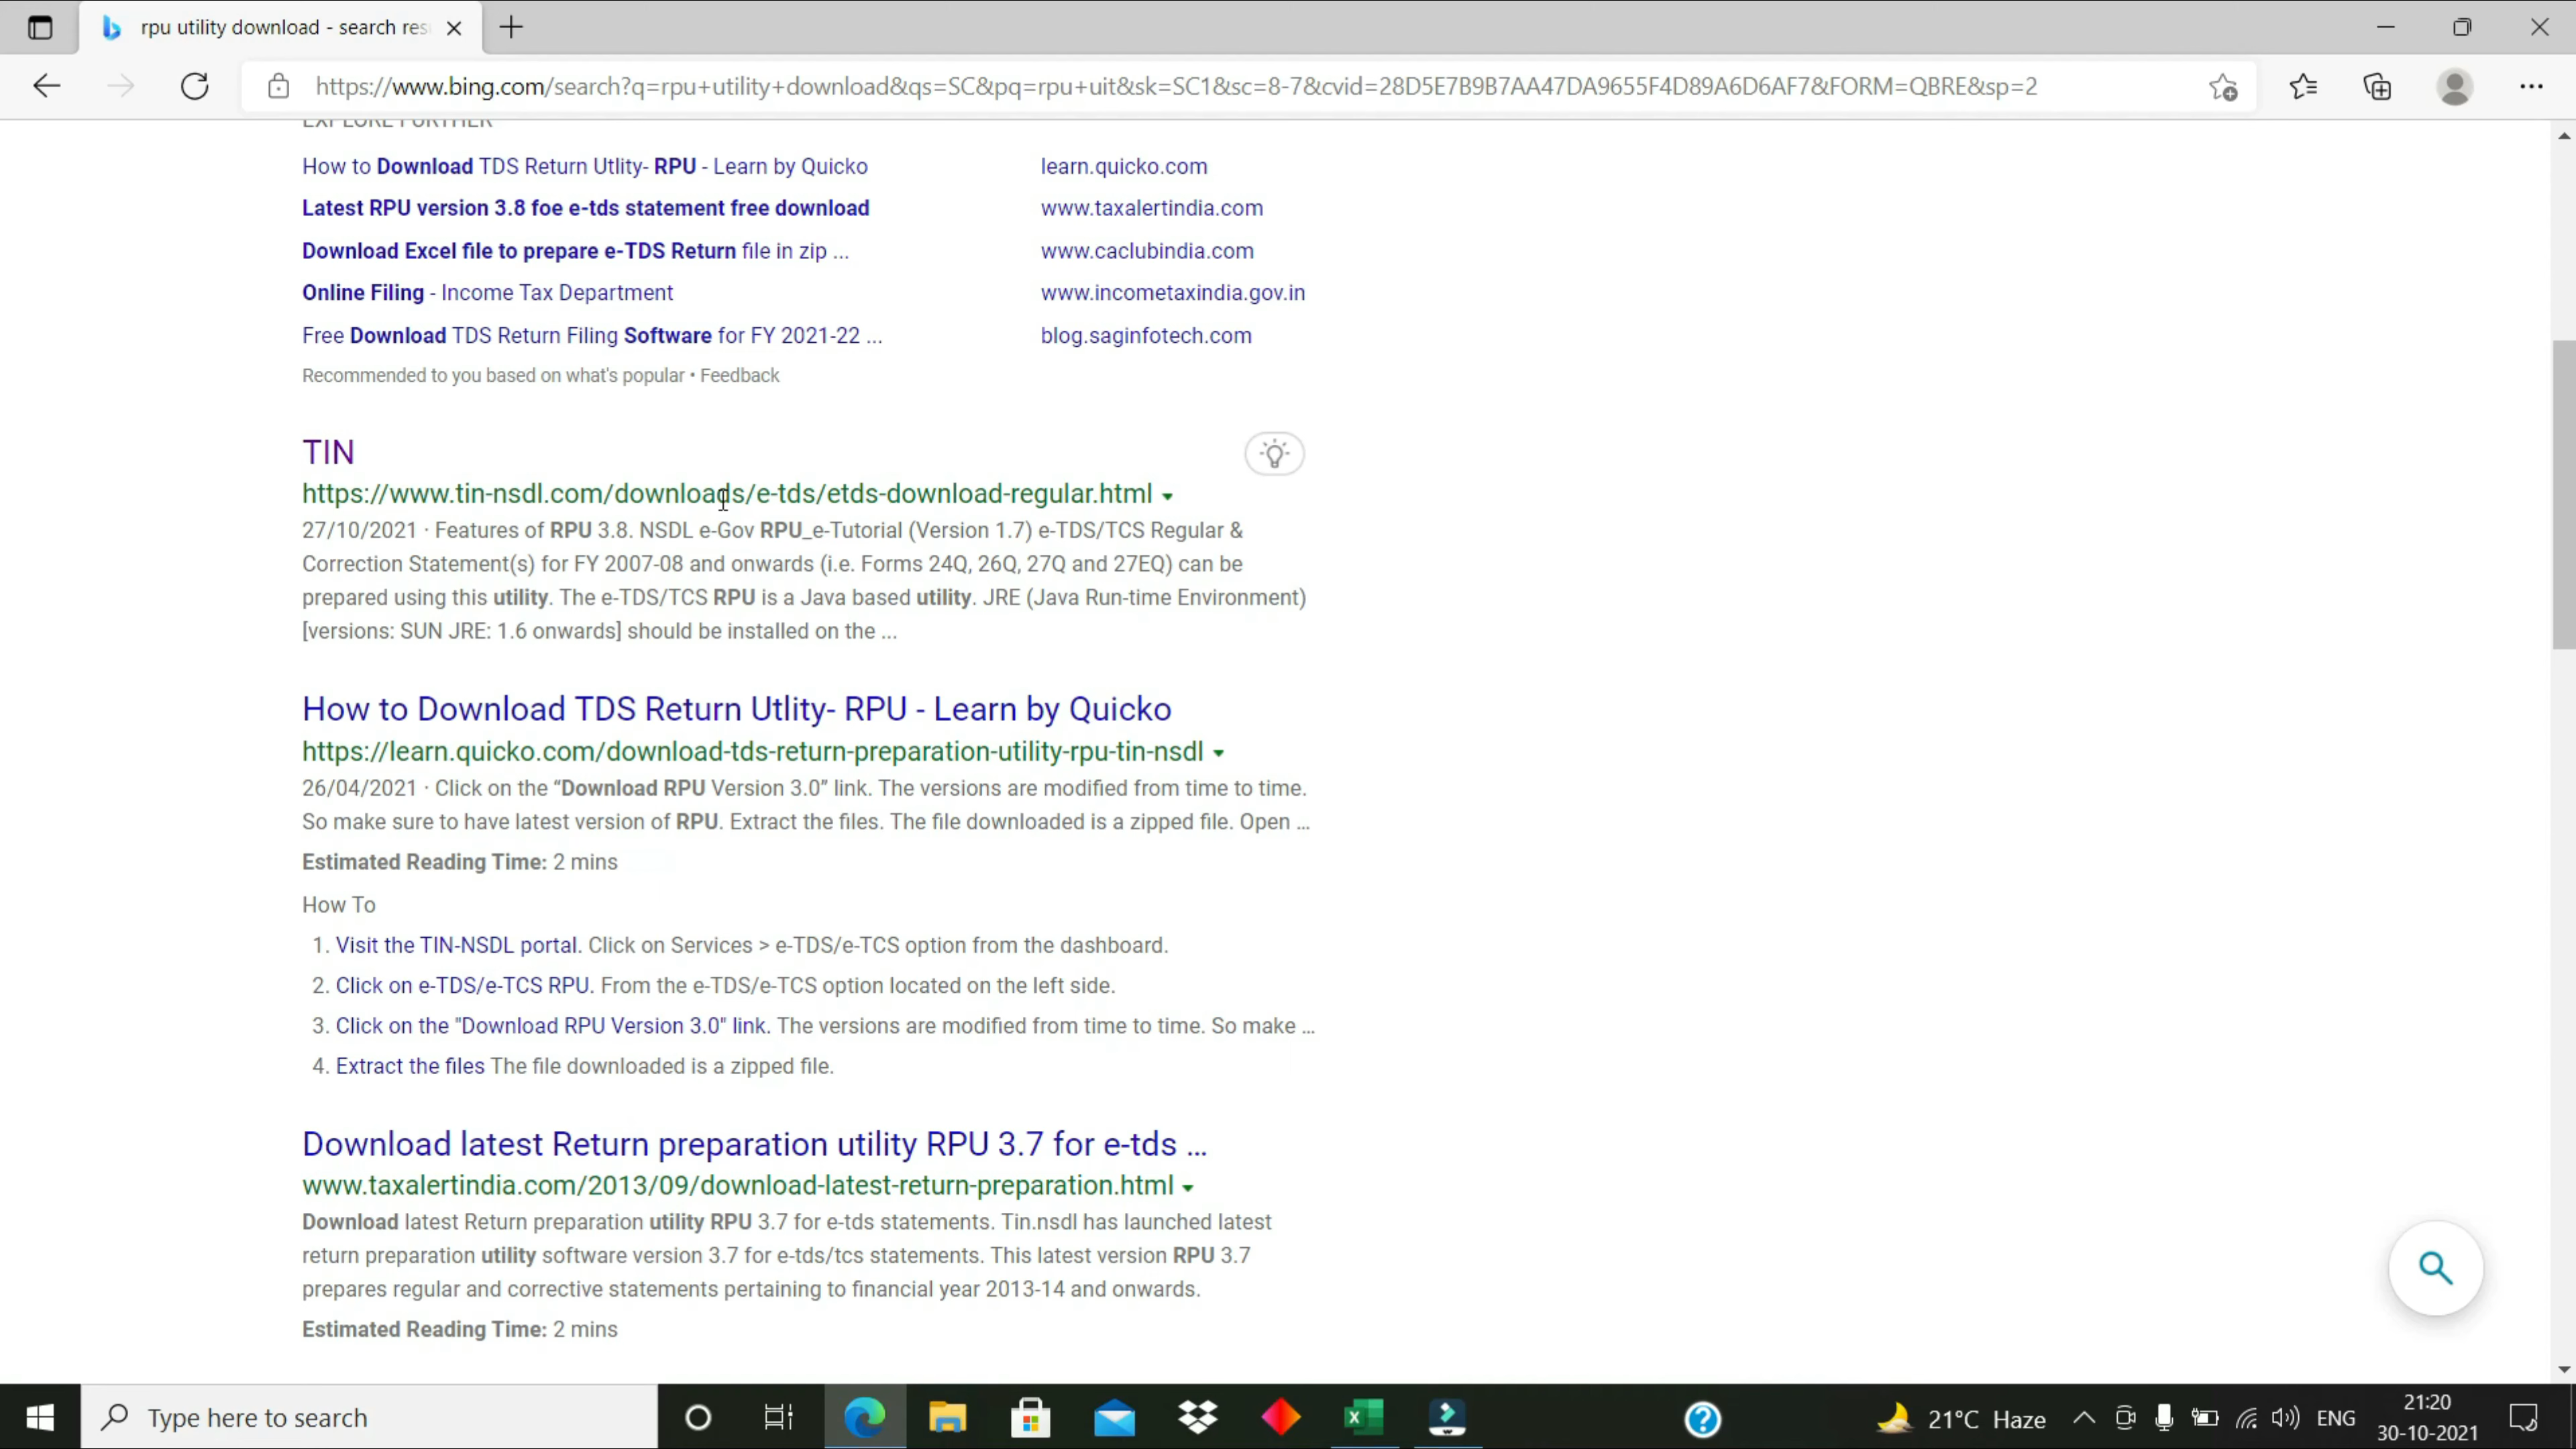 rpu utility download - search res
https://www.bing.com/search?q=rpu+utility+download&qs=SC&pq=rpu+uit&sk=SC1&sc=8-7&cvid=28D5E7B9B7AA47DA9655F4D89A6D6AF7&FORM=QBRE&sp=2
EXPLORE FURTHER
How to Download TDS Return Utlity- RPU - Learn by Quicko learn.quicko.com
Latest RPU version 3.8 foe e-tds statement free download www.taxalertindia.com
Download Excel file to prepare e-TDS Return file in zip ... www.caclubindia.com
Online Filing - Income Tax Department www.incometaxindia.gov.in
Free Download TDS Return Filing Software for FY 2021-22 ... blog.saginfotech.com
Recommended to you based on what's popular • Feedback
TIN
https://www.tin-nsdl.com/downloads/e-tds/etds-download-regular.html
27/10/2021 · Features of RPU 3.8. NSDL e-Gov RPU_e-Tutorial (Version 1.7) e-TDS/TCS Regular &
Correction Statement(s) for FY 2007-08 and onwards (i.e. Forms 24Q, 26Q, 27Q and 27EQ) can be
prepared using this utility. The e-TDS/TCS RPU is a Java based utility. JRE (Java Run-time Environment)
[versions: SUN JRE: 1.6 onwards] should be installed on the ...
How to Download TDS Return Utlity- RPU - Learn by Quicko
https://learn.quicko.com/download-tds-return-preparation-utility-rpu-tin-nsdl
26/04/2021 · Click on the “Download RPU Version 3.0” link. The versions are modified from time to time.
So make sure to have latest version of RPU. Extract the files. The file downloaded is a zipped file. Open ...
Estimated Reading Time: 2 mins
How To
1. Visit the TIN-NSDL portal. Click on Services > e-TDS/e-TCS option from the dashboard.
2. Click on e-TDS/e-TCS RPU. From the e-TDS/e-TCS option located on the left side.
3. Click on the "Download RPU Version 3.0" link. The versions are modified from time to time. So make ...
4. Extract the files The file downloaded is a zipped file.
Download latest Return preparation utility RPU 3.7 for e-tds ...
www.taxalertindia.com/2013/09/download-latest-return-preparation.html
Download latest Return preparation utility RPU 3.7 for e-tds statements. Tin.nsdl has launched latest
return preparation utility software version 3.7 for e-tds/tcs statements. This latest version RPU 3.7
prepares regular and corrective statements pertaining to financial year 2013-14 and onwards.
Estimated Reading Time: 2 mins
Type here to search
21°C Haze
ENG
21:20
30-10-2021